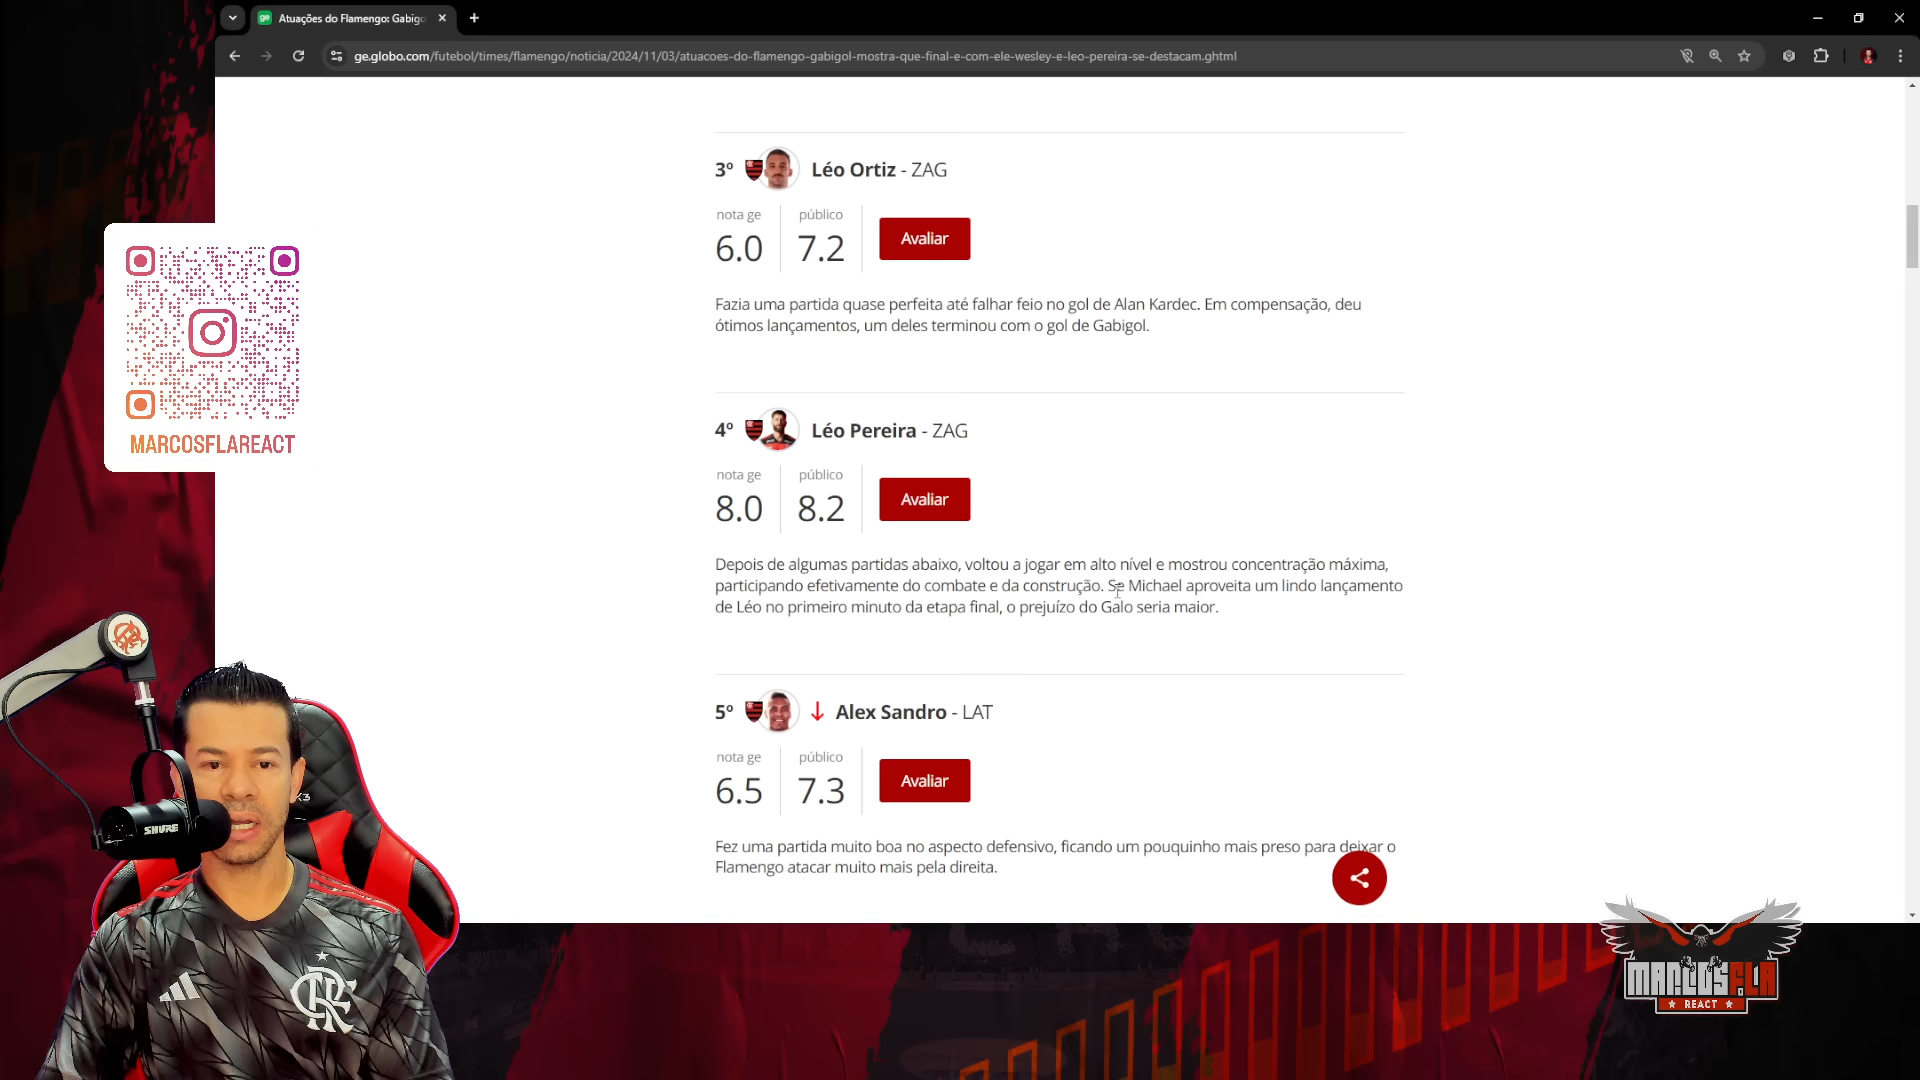 Atuações do Flamengo: Gabigo
ge.globo.com/futebol/times/flamengo/noticia/2024/11/03/atuacoes-do-flamengo-gabigol-mostra-que-final-e-com-ele-wesley-e-leo-pereira-se-destacam.ghtml
3º Léo Ortiz - ZAG
nota ge público
6.0 7.2 Avaliar
Fazia uma partida quase perfeita até falhar feio no gol de Alan Kardec. Em compensação, deu
ótimos lançamentos, um deles terminou com o gol de Gabigol.
4º Léo Pereira - ZAG
nota ge público
8.0 8.2 Avaliar
Depois de algumas partidas abaixo, voltou a jogar em alto nível e mostrou concentração máxima,
participando efetivamente do combate e da construção. Se Michael aproveita um lindo lançamento
de Léo no primeiro minuto da etapa final, o prejuízo do Galo seria maior.
5º Alex Sandro - LAT
nota ge público
6.5 7.3 Avaliar
Fez uma partida muito boa no aspecto defensivo, ficando um pouquinho mais preso para deixar o
Flamengo atacar muito mais pela direita.
MARCOSFLAREACT
SHURE
MARCOSFLA
REACT